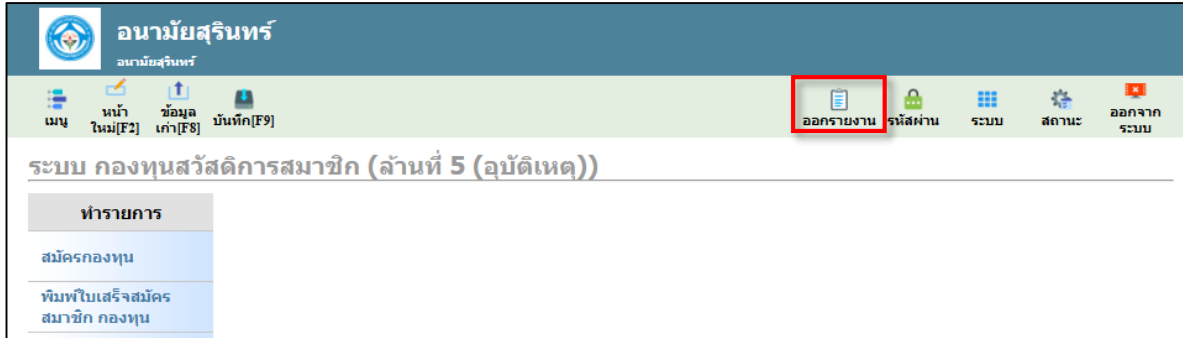 อนามัยสุรินทร์
อนามัยสุรินทร์
เมนู
หน้า
ใหม่[F2]
ข้อมูล
เก่า[F8]
บันทึก[F9]
ออกรายงาน
รหัสผ่าน
ระบบ
สถานะ
ออกจาก
ระบบ
ระบบ กองทุนสวัสดิการสมาชิก (ล้านที่ 5 (อุบัติเหตุ))
ทำรายการ
สมัครกองทุน
พิมพ์ใบเสร็จสมัคร
สมาชิก กองทุน